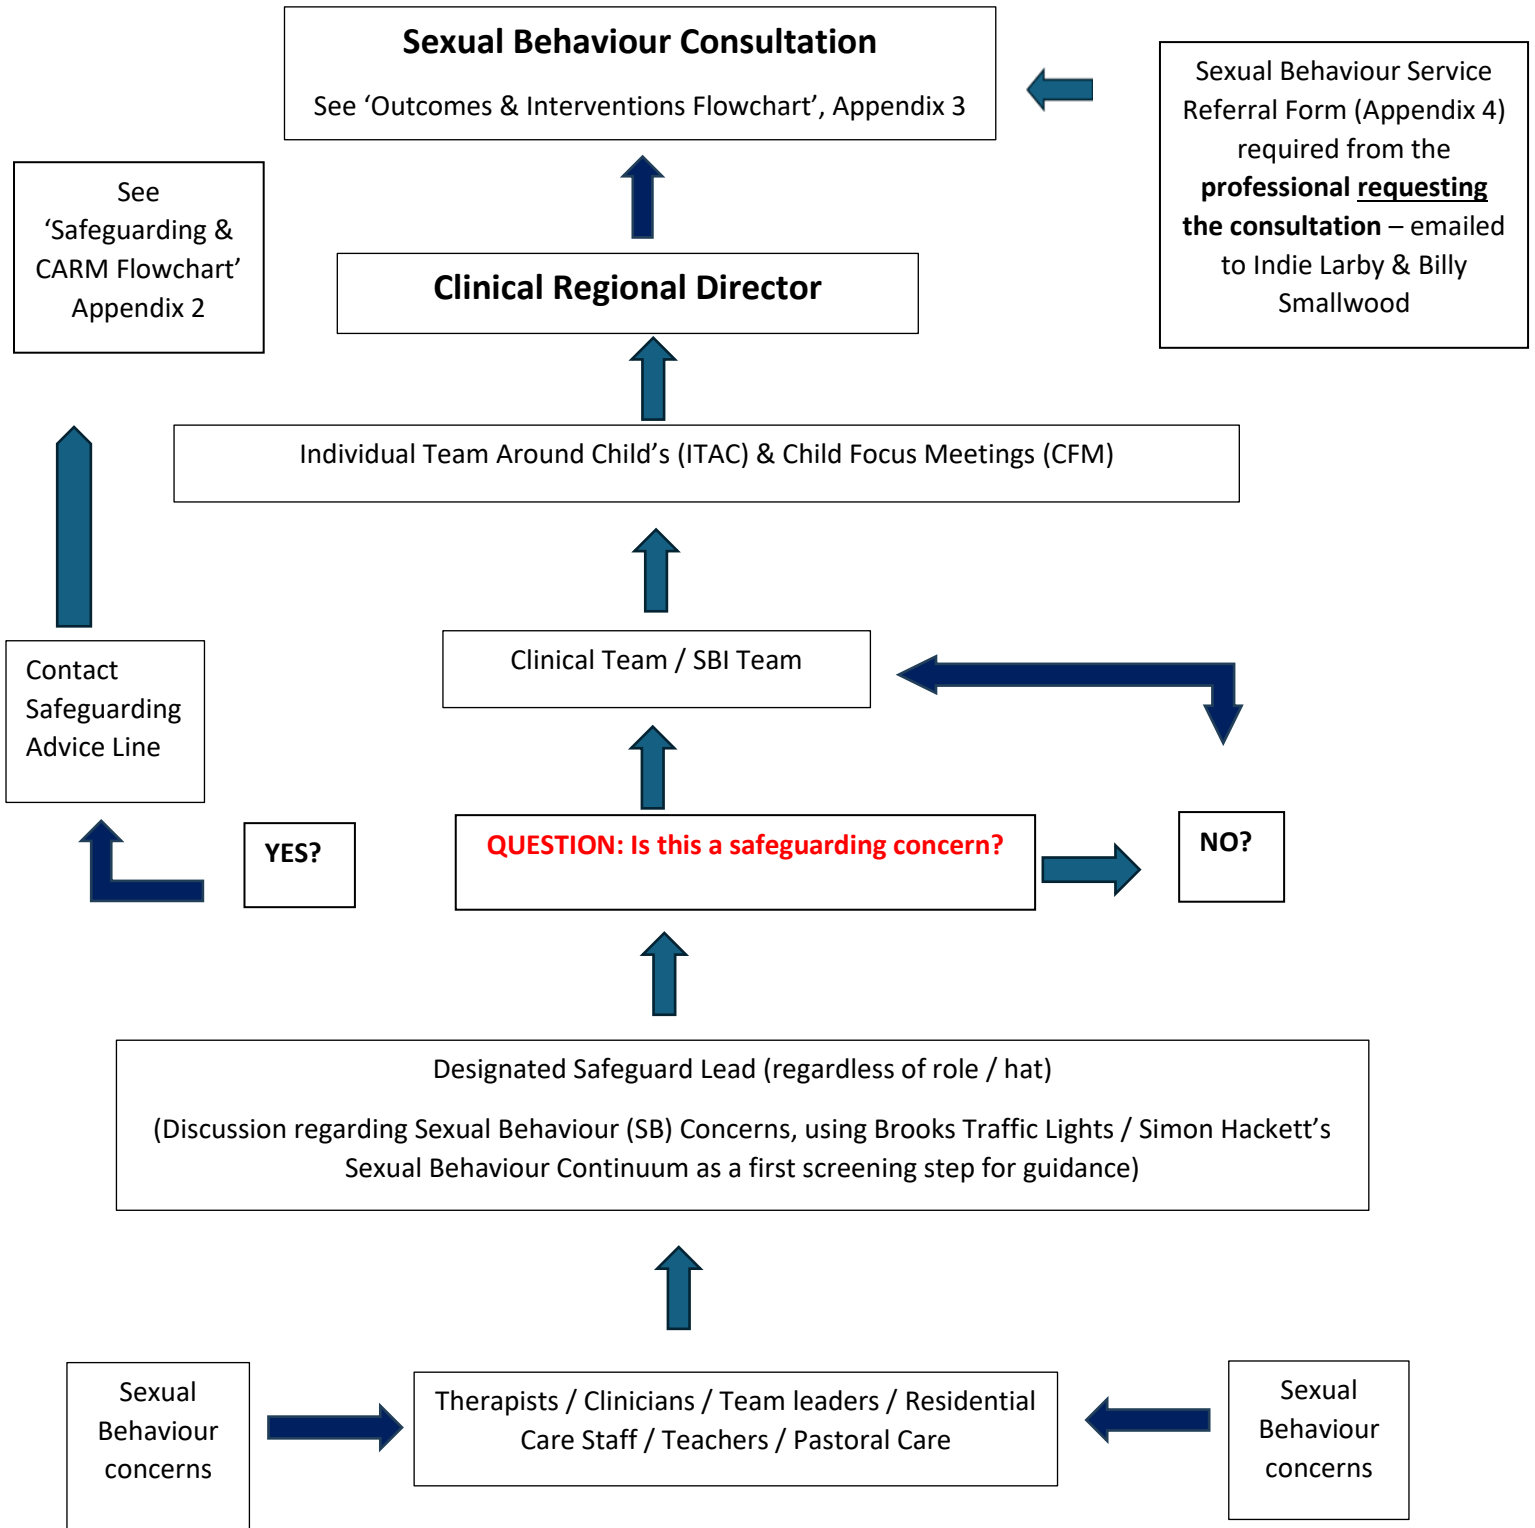 Sexual Behaviour Consultation
See ‘Outcomes & Interventions Flowchart’, Appendix 3
Sexual Behaviour Service
Referral Form (Appendix 4)
required from the
professional requesting
the consultation – emailed
to Indie Larby & Billy
Smallwood
See
‘Safeguarding &
CARM Flowchart’
Appendix 2
Clinical Regional Director
Individual Team Around Child’s (ITAC) & Child Focus Meetings (CFM)
Clinical Team / SBI Team
Contact
Safeguarding
Advice Line
YES?
QUESTION: Is this a safeguarding concern?
NO?
Designated Safeguard Lead (regardless of role / hat)
(Discussion regarding Sexual Behaviour (SB) Concerns, using Brooks Traffic Lights / Simon Hackett’s
Sexual Behaviour Continuum as a first screening step for guidance)
Sexual
Behaviour
concerns
Therapists / Clinicians / Team leaders / Residential
Care Staff / Teachers / Pastoral Care
Sexual
Behaviour
concerns